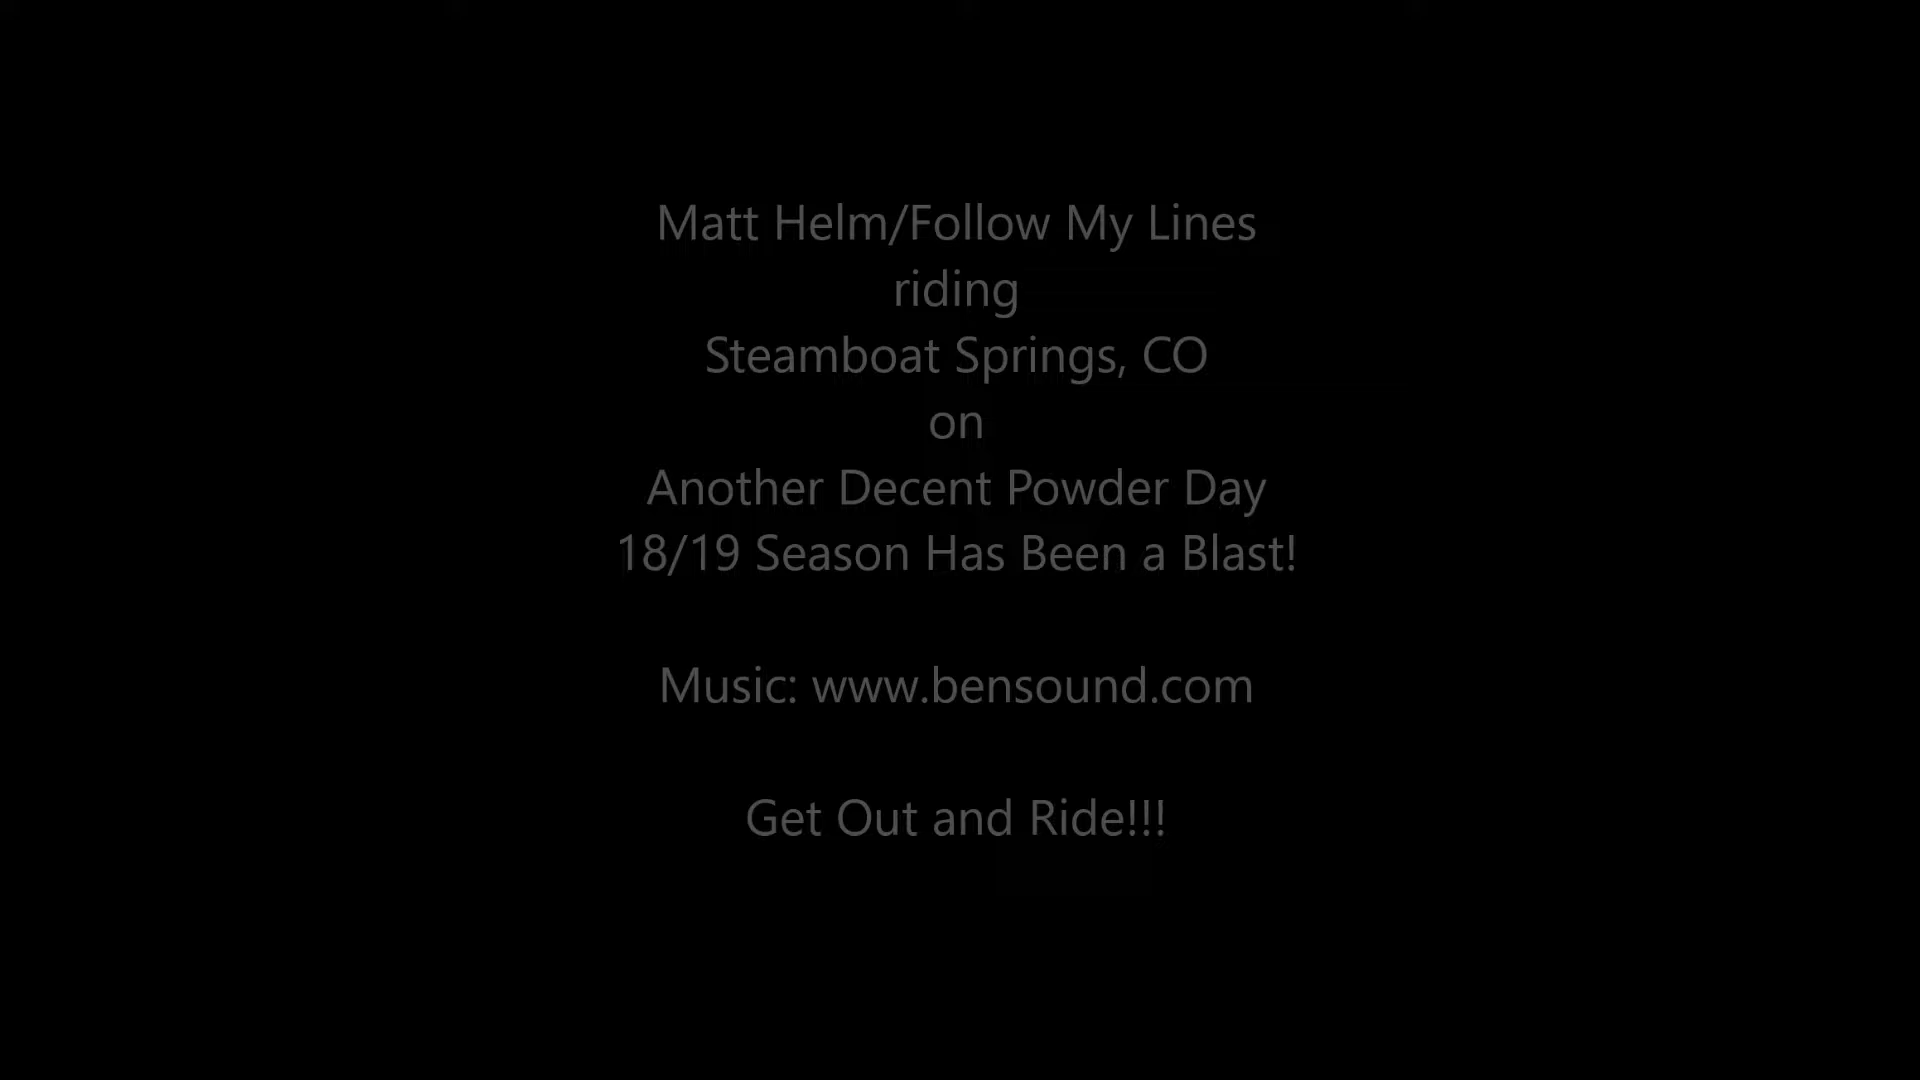 Matt Helm/Follow My Lines
riding
Steamboat Springs, CO
on
Another Decent Powder Day
18/19 Season Has Been a Blast!
Music: www.bensound.com
Get Out and Ride!!!